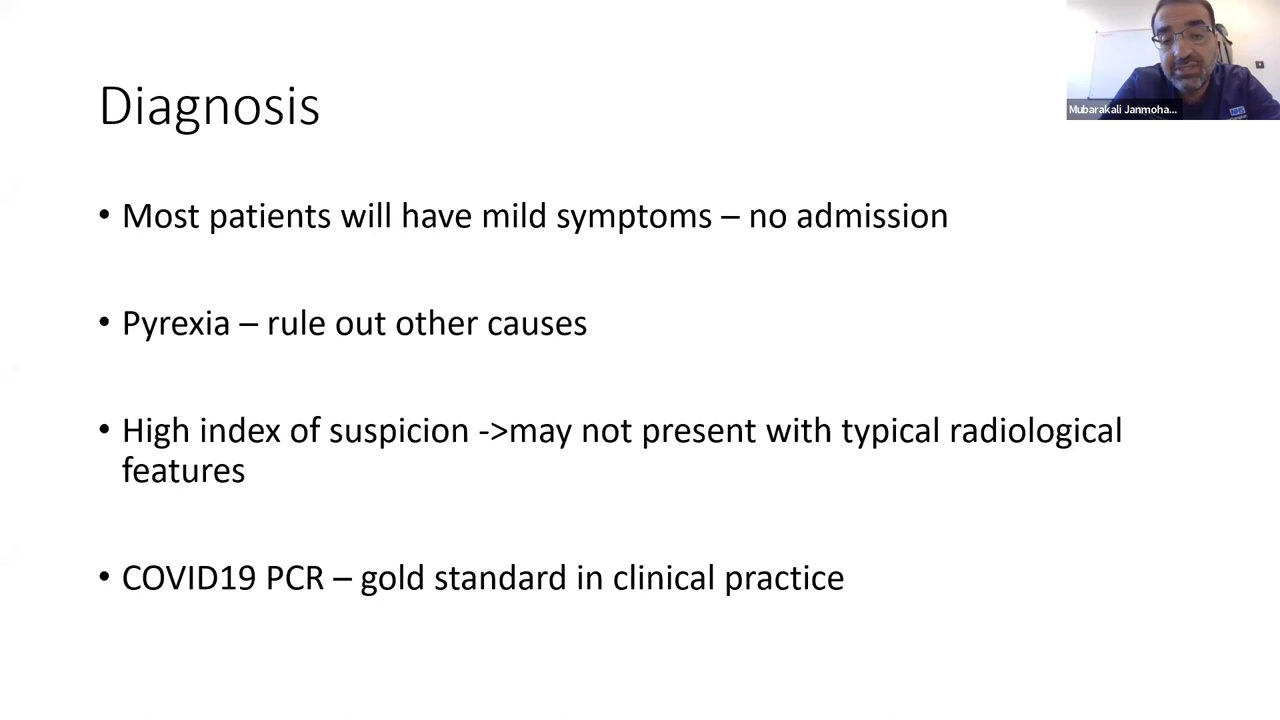 Diagnosis
Mubarakali Janmoha...
NHS
• Most patients will have mild symptoms – no admission
• Pyrexia – rule out other causes
• High index of suspicion ->may not present with typical radiological
features
• COVID19 PCR – gold standard in clinical practice